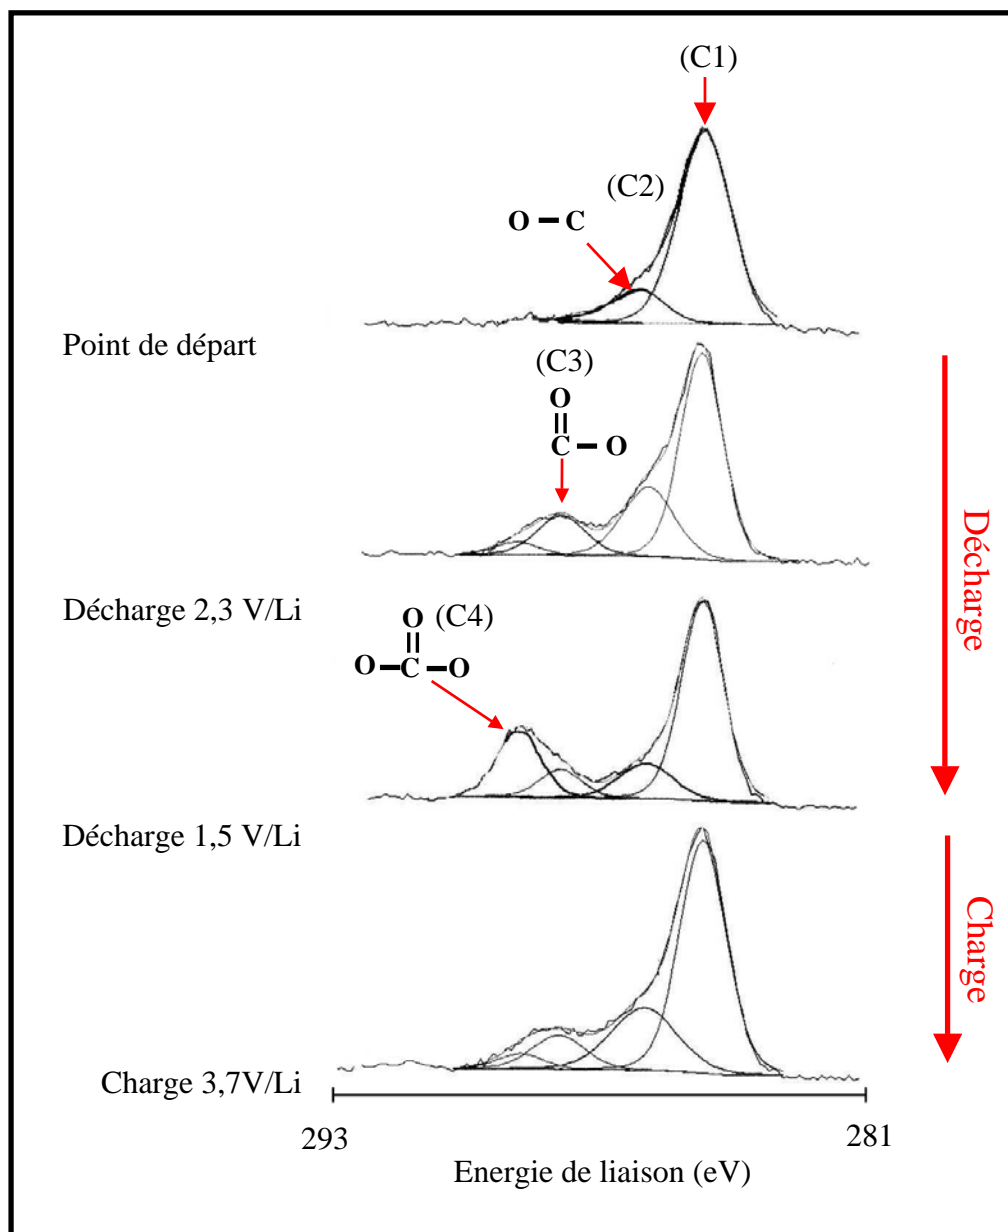 (C1)
(C2)
O – C
Point de départ
(C3)
O
C – O
Décharge 2,3 V/Li
O (C4)
O – C – O
Décharge 1,5 V/Li
Charge 3,7V/Li
Décharge
Charge
293
281
Energie de liaison (eV)